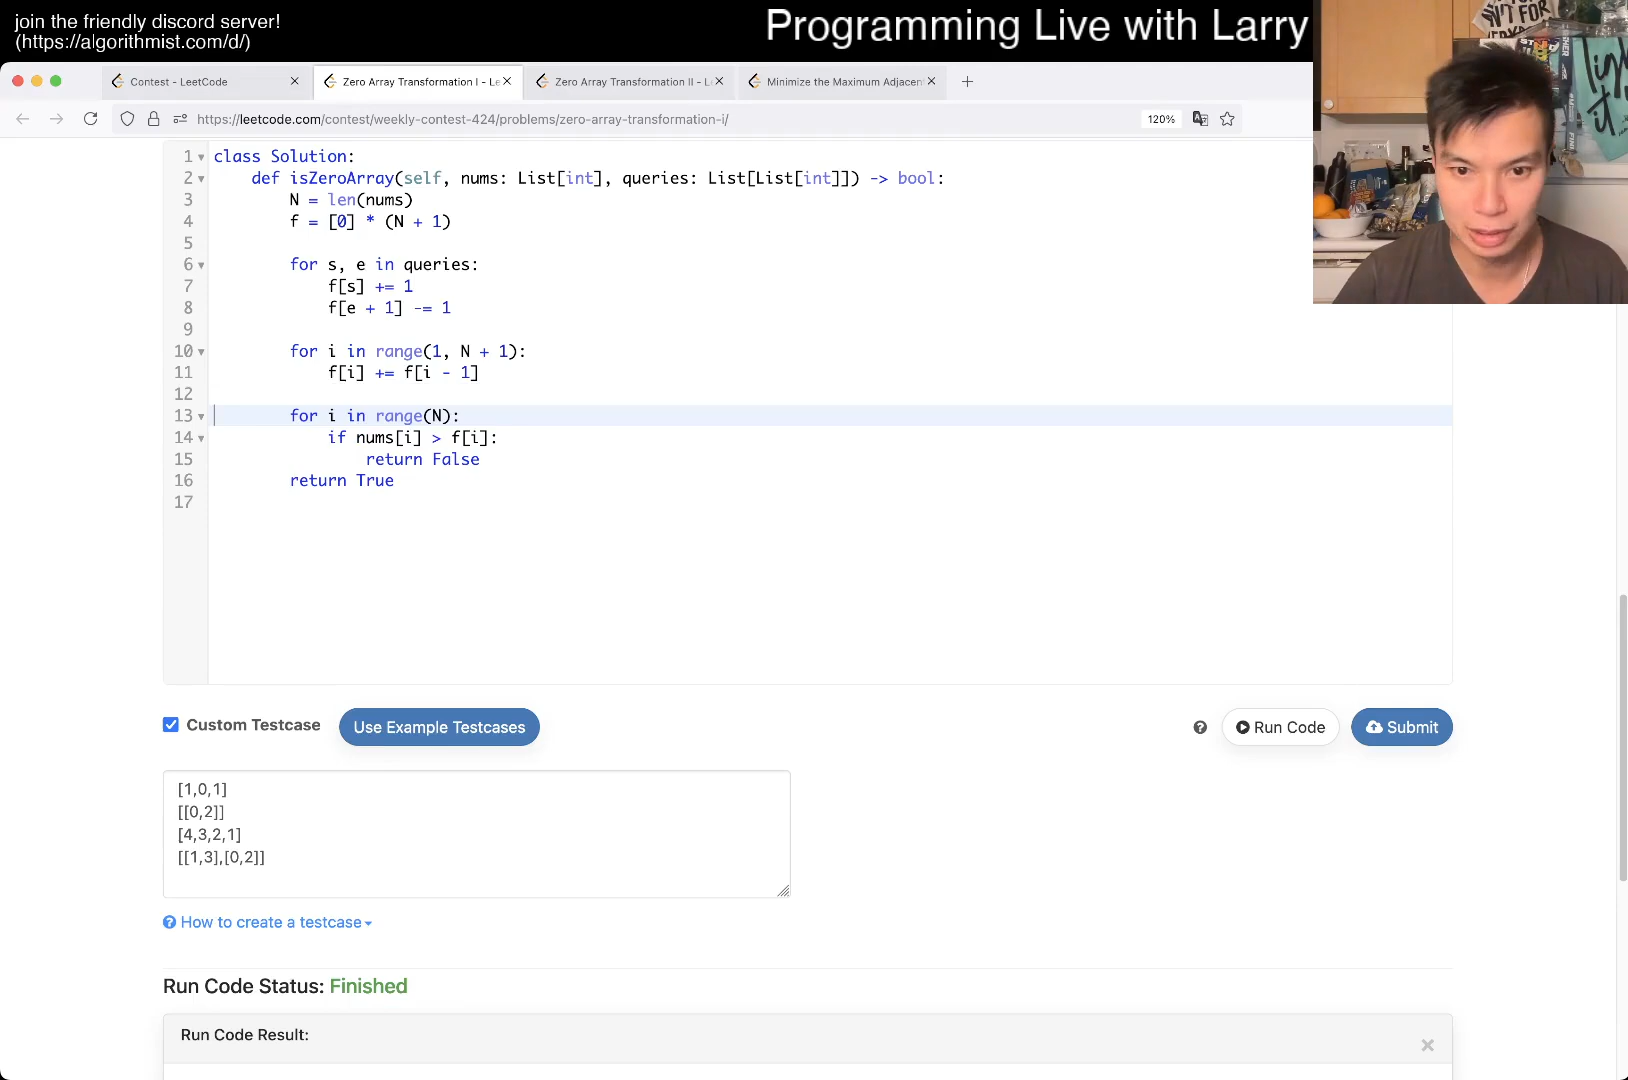 join the friendly discord server!
(https://algorithmist.com/d/)
Programming Live with Larry
Contest - LeetCode
Zero Array Transformation I - Le
Zero Array Transformation II - L
Minimize the Maximum Adjacen
https://leetcode.com/contest/weekly-contest-424/problems/zero-array-transformation-i/
120%
1 class Solution:
2 def isZeroArray(self, nums: List[int], queries: List[List[int]]) -> bool:
3 N = len(nums)
4 f = [0] * (N + 1)
5
6 for s, e in queries:
7 f[s] += 1
8 f[e + 1] -= 1
9
10 for i in range(1, N + 1):
11 f[i] += f[i - 1]
12
13 for i in range(N):
14 if nums[i] > f[i]:
15 return False
16 return True
17
Custom Testcase
Use Example Testcases
Run Code
Submit
[1,0,1]
[[0,2]]
[4,3,2,1]
[[1,3],[0,2]]
How to create a testcase
Run Code Status: Finished
Run Code Result: